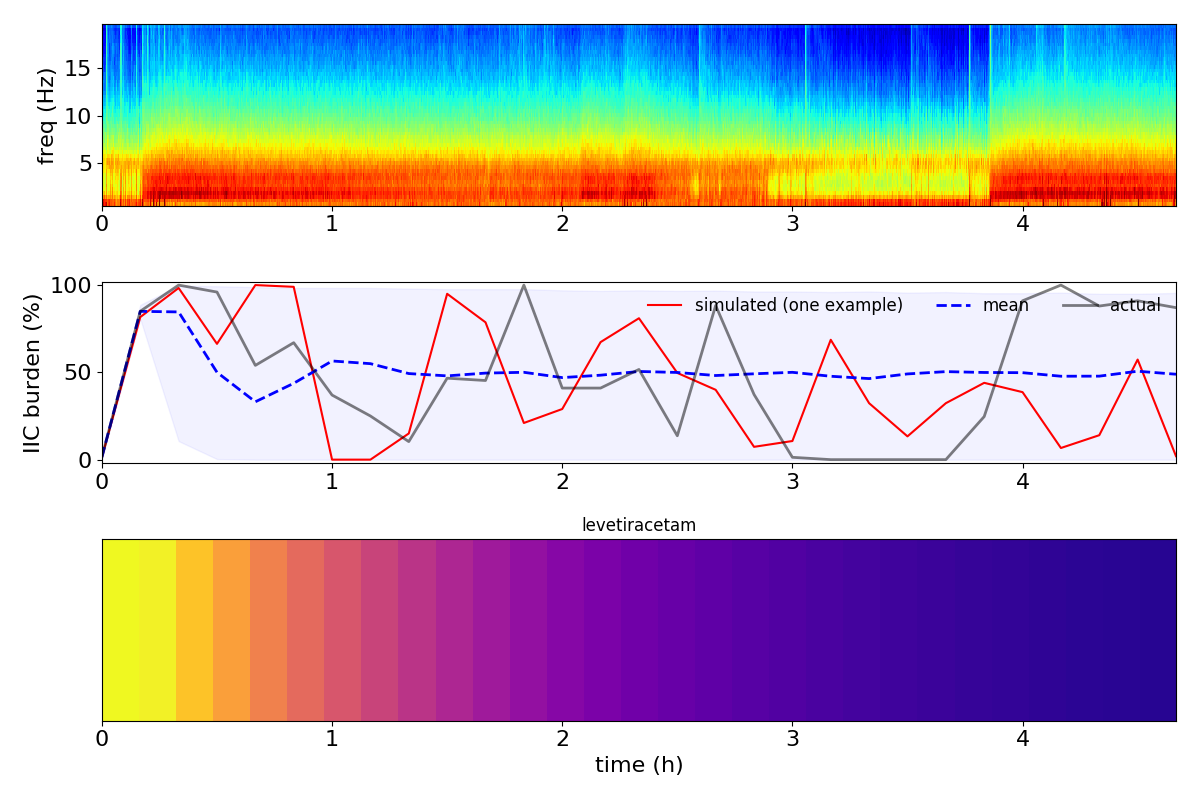 freq (Hz)
15
10
5
0 1 2 3 4
IIC burden (%)
100
50
0
simulated (one example) mean actual
0 1 2 3 4
levetiracetam
0 1 2 3 4
time (h)